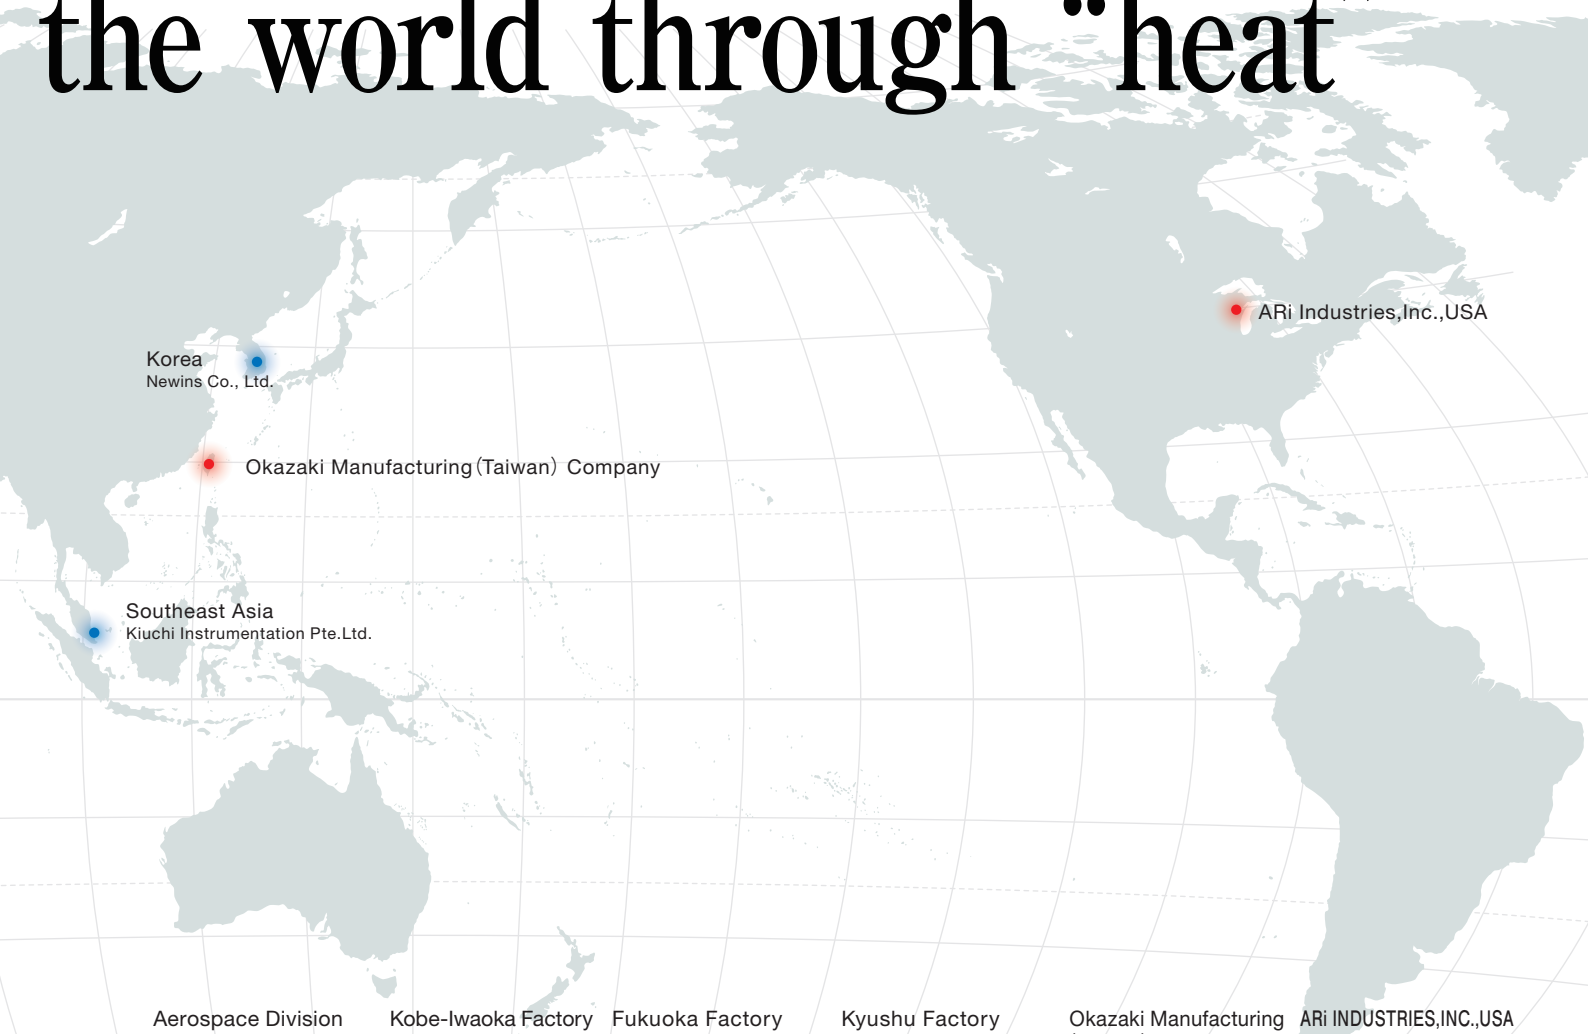 the world through “heat
ARi Industries,Inc.,USA
Korea
Newins Co., Ltd.
Okazaki Manufacturing(Taiwan) Company
Southeast Asia
Kiuchi Instrumentation Pte.Ltd.
Aerospace Division
Kobe-Iwaoka Factory
Fukuoka Factory
Kyushu Factory
Okazaki Manufacturing
ARi INDUSTRIES,INC.,USA